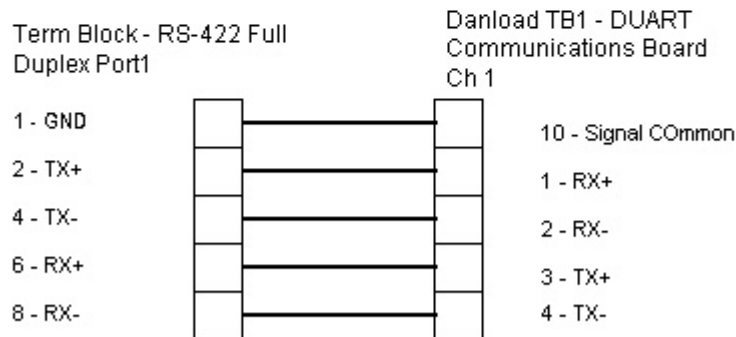 Term Block - RS-422 Full
Duplex Port1
Danload TB1 - DUART
Communications Board
Ch 1
1 - GND
10 - Signal COmmon
2 - TX+
1 - RX+
4 - TX-
2 - RX-
6 - RX+
3 - TX+
8 - RX-
4 - TX-